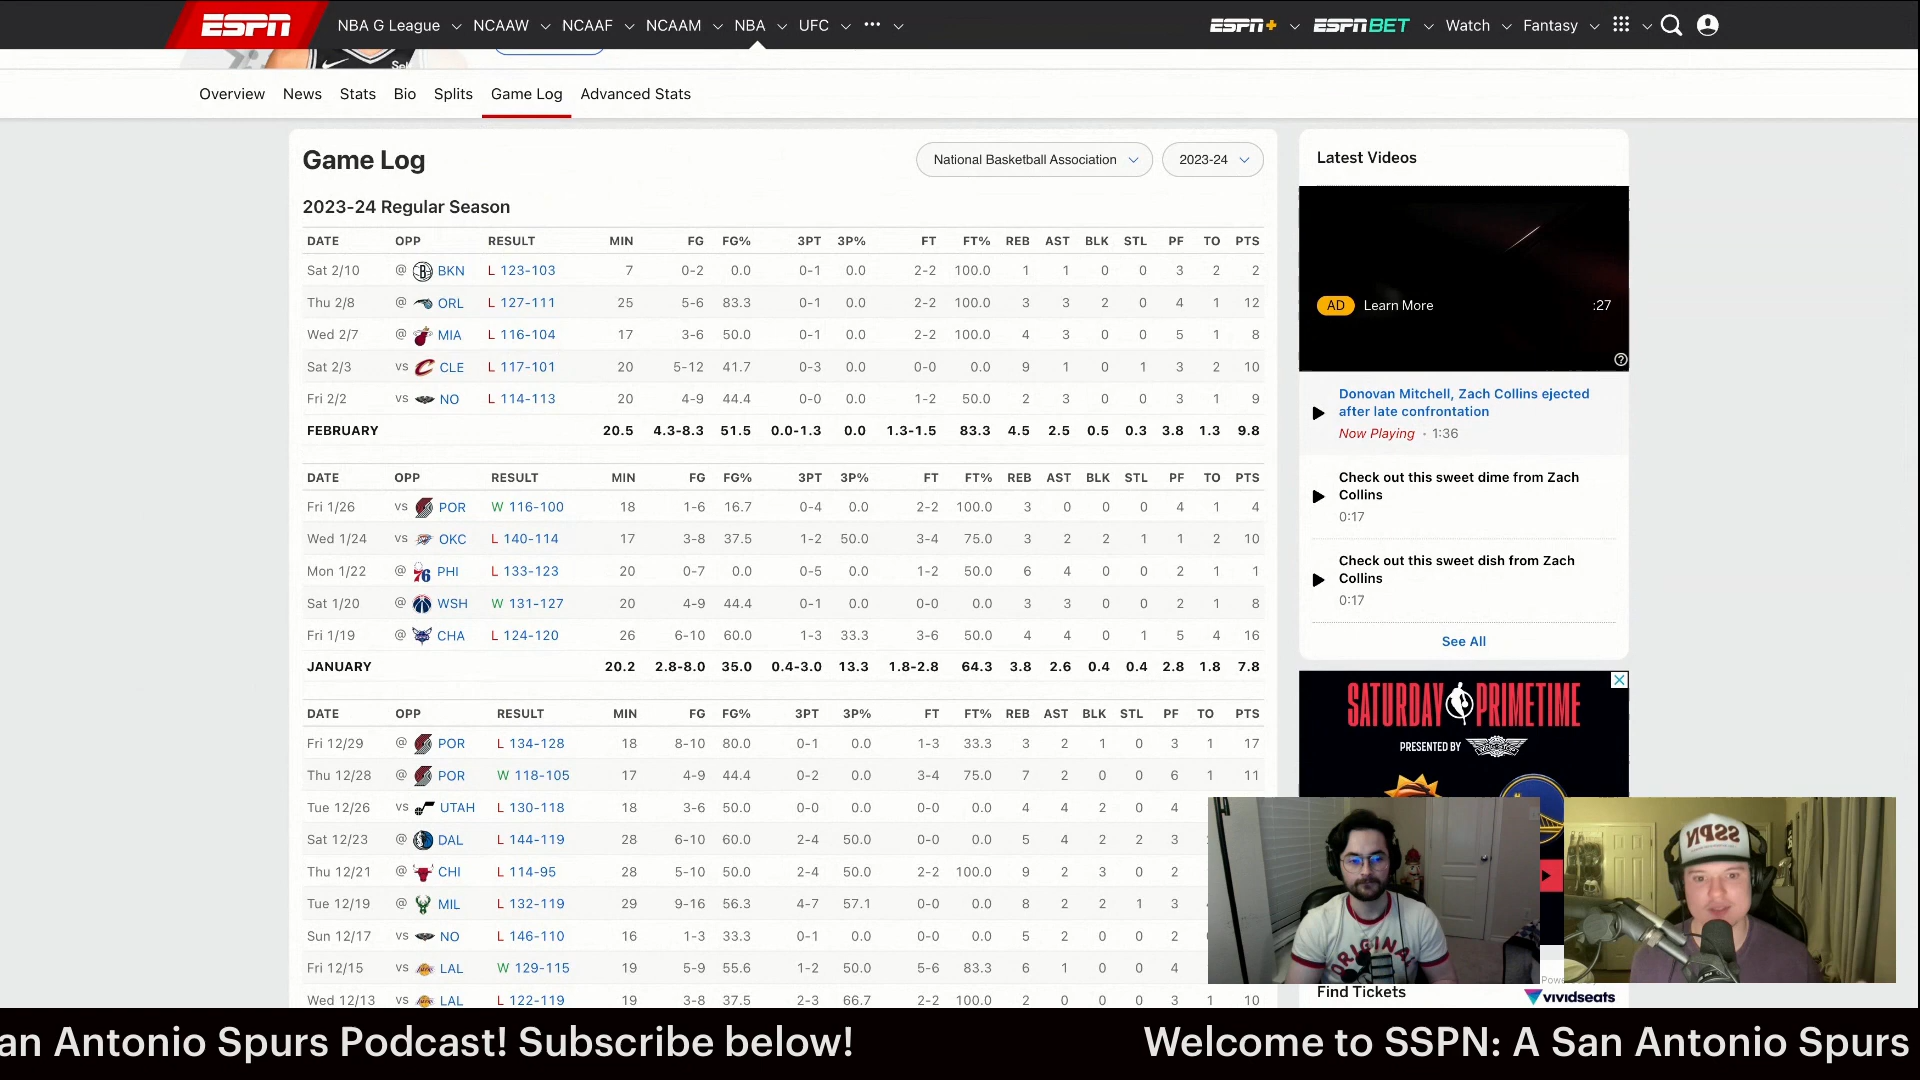 ESPN NBA G League NCAAW NCAAF NCAAM NBA UFC ••• ESPN+ ESPN BET Watch Fantasy
Overview News Stats Bio Splits Game Log Advanced Stats
Game Log National Basketball Association 2023-24
2023-24 Regular Season
DATE OPP RESULT MIN FG FG% 3PT 3P% FT FT% REB AST BLK STL PF TO PTS
Sat 2/10 @ BKN L 123-103 7 0-2 0.0 0-1 0.0 2-2 100.0 1 1 0 0 3 2 2
Thu 2/8 @ ORL L 127-111 25 5-6 83.3 0-1 0.0 2-2 100.0 3 3 2 0 4 1 12
Wed 2/7 @ MIA L 116-104 17 3-6 50.0 0-1 0.0 2-2 100.0 4 3 0 0 5 1 8
Sat 2/3 vs CLE L 117-101 20 5-12 41.7 0-3 0.0 0-0 0.0 9 1 0 1 3 2 10
Fri 2/2 vs NO L 114-113 20 4-9 44.4 0-0 0.0 1-2 50.0 2 3 0 0 3 1 9
FEBRUARY 20.5 4.3-8.3 51.5 0.0-1.3 0.0 1.3-1.5 83.3 4.5 2.5 0.5 0.3 3.8 1.3 9.8
DATE OPP RESULT MIN FG FG% 3PT 3P% FT FT% REB AST BLK STL PF TO PTS
Fri 1/26 vs POR W 116-100 18 1-6 16.7 0-4 0.0 2-2 100.0 3 0 0 0 4 1 4
Wed 1/24 vs OKC L 140-114 17 3-8 37.5 1-2 50.0 3-4 75.0 3 2 2 1 1 2 10
Mon 1/22 @ PHI L 133-123 20 0-7 0.0 0-5 0.0 1-2 50.0 6 4 0 0 2 1 1
Sat 1/20 @ WSH W 131-127 20 4-9 44.4 0-1 0.0 0-0 0.0 3 3 0 0 2 1 8
Fri 1/19 @ CHA L 124-120 26 6-10 60.0 1-3 33.3 3-6 50.0 4 4 0 1 5 4 16
JANUARY 20.2 2.8-8.0 35.0 0.4-3.0 13.3 1.8-2.8 64.3 3.8 2.6 0.4 0.4 2.8 1.8 7.8
DATE OPP RESULT MIN FG FG% 3PT 3P% FT FT% REB AST BLK STL PF TO PTS
Fri 12/29 @ POR L 134-128 18 8-10 80.0 0-1 0.0 1-3 33.3 3 2 1 0 3 1 17
Thu 12/28 @ POR W 118-105 17 4-9 44.4 0-2 0.0 3-4 75.0 7 2 0 0 6 1 11
Tue 12/26 vs UTAH L 130-118 18 3-6 50.0 0-0 0.0 0-0 0.0 4 4 2 0 4
Sat 12/23 @ DAL L 144-119 28 6-10 60.0 2-4 50.0 0-0 0.0 5 4 2 2 3
Thu 12/21 @ CHI L 114-95 28 5-10 50.0 2-4 50.0 2-2 100.0 9 2 3 0 2
Tue 12/19 @ MIL L 132-119 29 9-16 56.3 4-7 57.1 0-0 0.0 8 2 2 1 3
Sun 12/17 vs NO L 146-110 16 1-3 33.3 0-1 0.0 0-0 0.0 5 2 0 0 2
Fri 12/15 vs LAL W 129-115 19 5-9 55.6 1-2 50.0 5-6 83.3 6 1 0 0 4
Wed 12/13 vs LAL L 122-119 19 3-8 37.5 2-3 66.7 2-2 100.0 2 0 0 0 3 1 10
Latest Videos
AD Learn More :27
Donovan Mitchell, Zach Collins ejected
after late confrontation
Now Playing • 1:36
Check out this sweet dime from Zach
Collins
0:17
Check out this sweet dish from Zach
Collins
0:17
See All
SATURDAY PRIMETIME
PRESENTED BY WINGSTOP
SSPN
ORIGINAL
Find Tickets vividseats
an Antonio Spurs Podcast! Subscribe below! Welcome to SSPN: A San Antonio Spurs